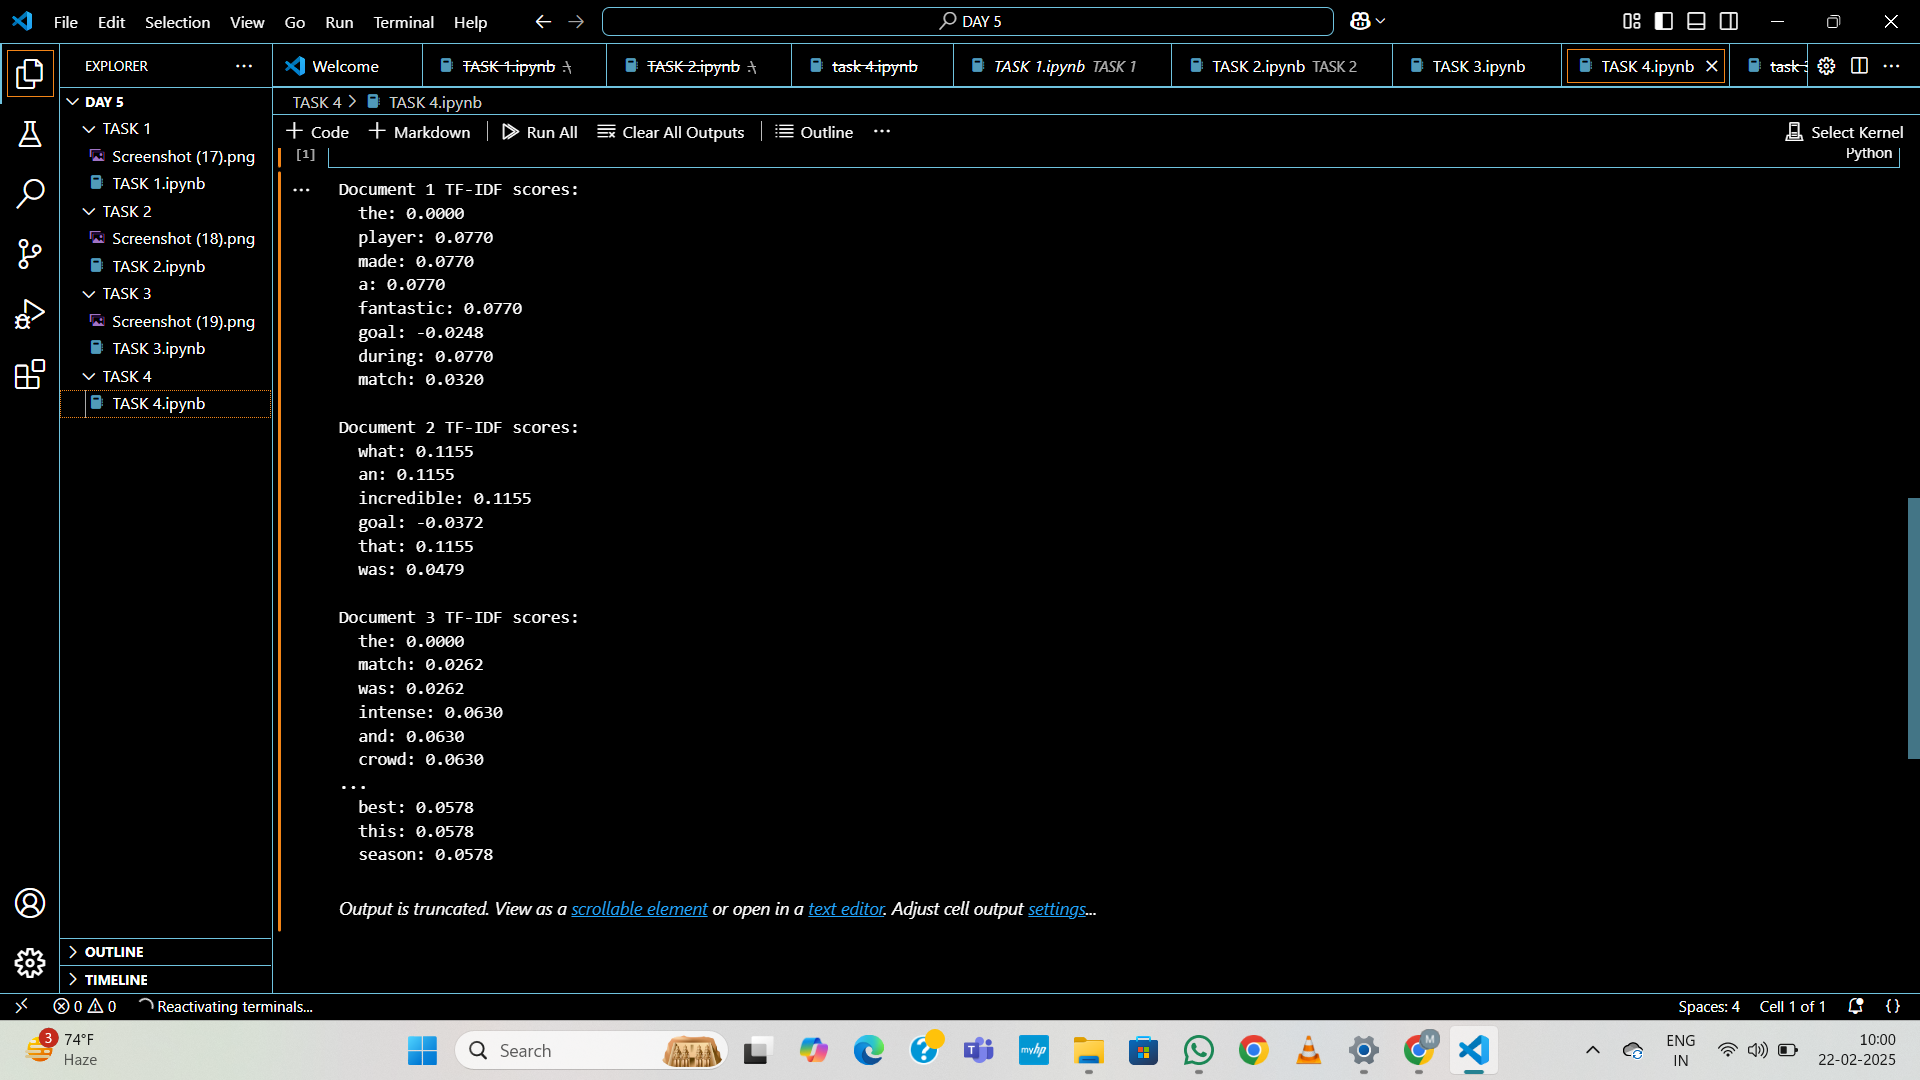 File Edit Selection View Go Run Terminal Help DAY 5
EXPLORER
Welcome TASK 1.ipynb TASK 2.ipynb task 4.ipynb TASK 1.ipynb TASK 1 TASK 2.ipynb TASK 2 TASK 3.ipynb TASK 4.ipynb task
DAY 5
TASK 1
Screenshot (17).png
TASK 1.ipynb
TASK 2
Screenshot (18).png
TASK 2.ipynb
TASK 3
Screenshot (19).png
TASK 3.ipynb
TASK 4
TASK 4.ipynb
OUTLINE
TIMELINE
TASK 4 > TASK 4.ipynb
+ Code + Markdown Run All Clear All Outputs Outline ... Select Kernel
[1] Python
... Document 1 TF-IDF scores:
the: 0.0000
player: 0.0770
made: 0.0770
a: 0.0770
fantastic: 0.0770
goal: -0.0248
during: 0.0770
match: 0.0320
Document 2 TF-IDF scores:
what: 0.1155
an: 0.1155
incredible: 0.1155
goal: -0.0372
that: 0.1155
was: 0.0479
Document 3 TF-IDF scores:
the: 0.0000
match: 0.0262
was: 0.0262
intense: 0.0630
and: 0.0630
crowd: 0.0630
...
best: 0.0578
this: 0.0578
season: 0.0578
Output is truncated. View as a scrollable element or open in a text editor. Adjust cell output settings...
0 0 Reactivating terminals... Spaces: 4 Cell 1 of 1 {}
3 74°F
Haze
Search
myhp
M
ENG
IN
10:00
22-02-2025